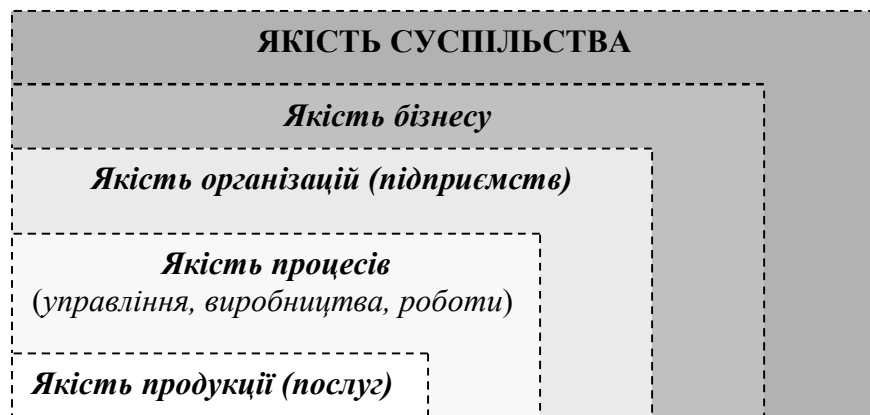 ЯКІСТЬ СУСПІЛЬСТВА
Якість бізнесу
Якість організацій (підприємств)
Якість процесів
(управління, виробництва, роботи)
Якість продукції (послуг)